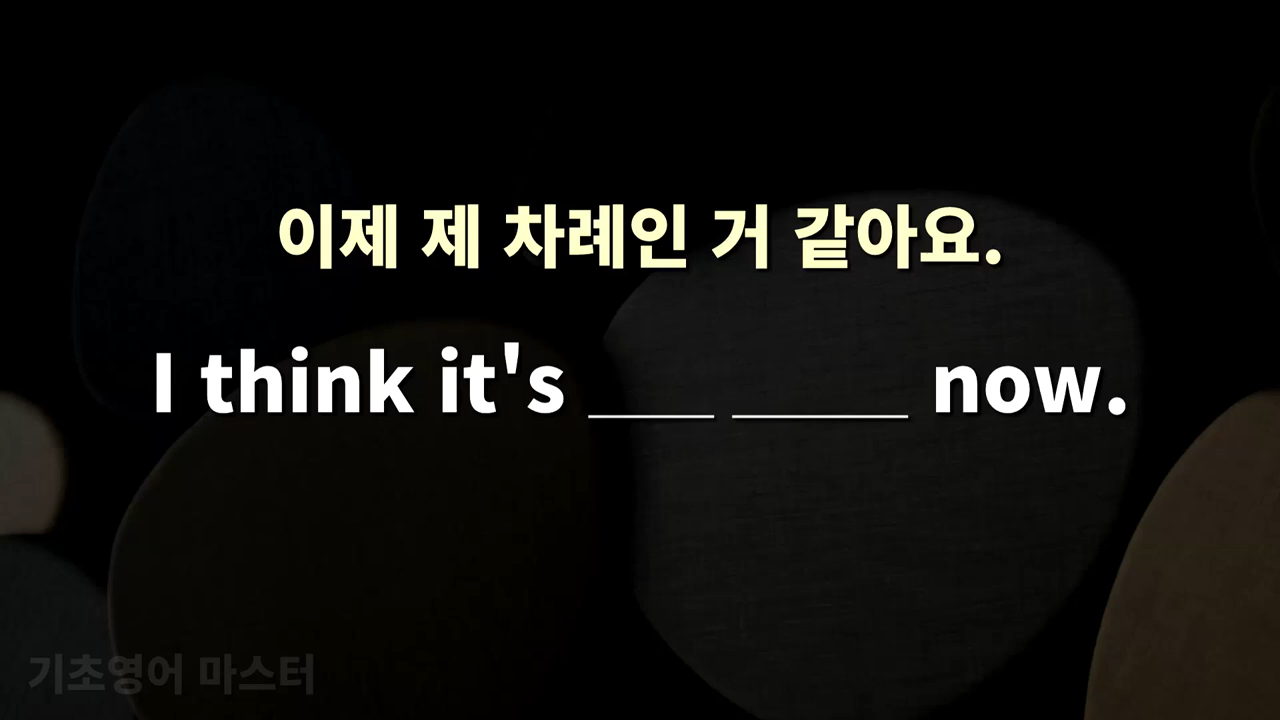 이제 제 차례인 거 같아요.
I think it's ___ ____ now.
기초영어 마스터